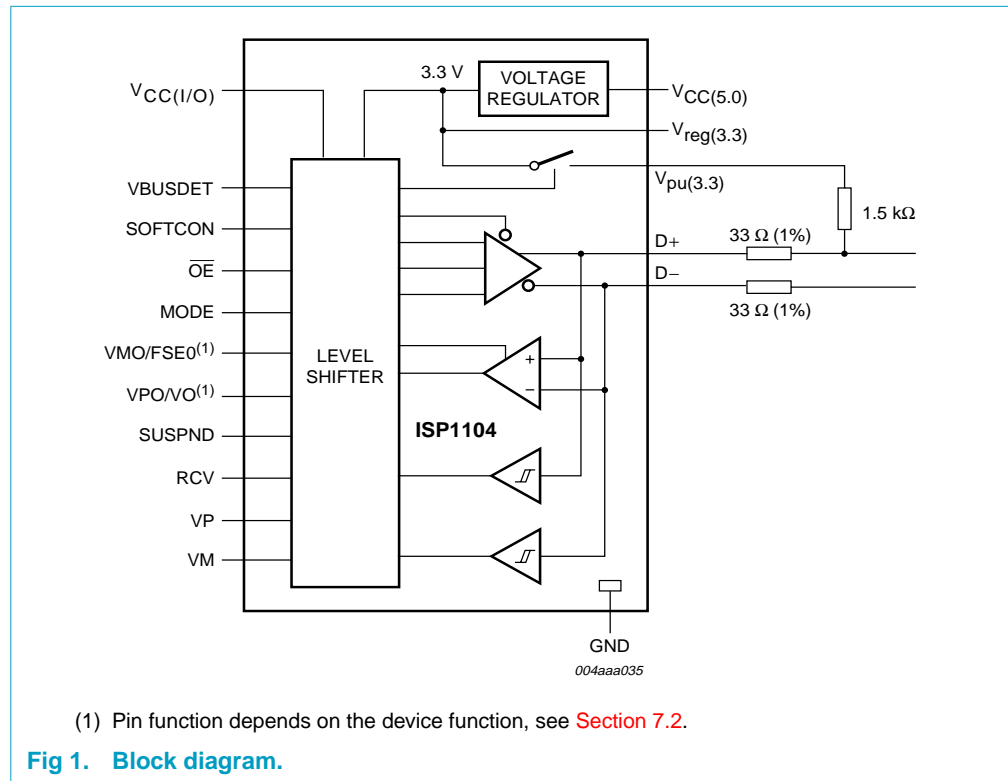 3.3 V
VOLTAGE
REGULATOR
VCC(I/O)
VCC(5.0)
Vreg(3.3)
Vpu(3.3)
1.5 kΩ
VBUSDET
SOFTCON
OE
MODE
VMO/FSE0(1)
VPO/VO(1)
SUSPND
RCV
VP
VM
LEVEL
SHIFTER
D+
33 Ω (1%)
D−
33 Ω (1%)
+
−
ISP1104
GND
004aaa035
(1) Pin function depends on the device function, see Section 7.2.
Fig 1. Block diagram.